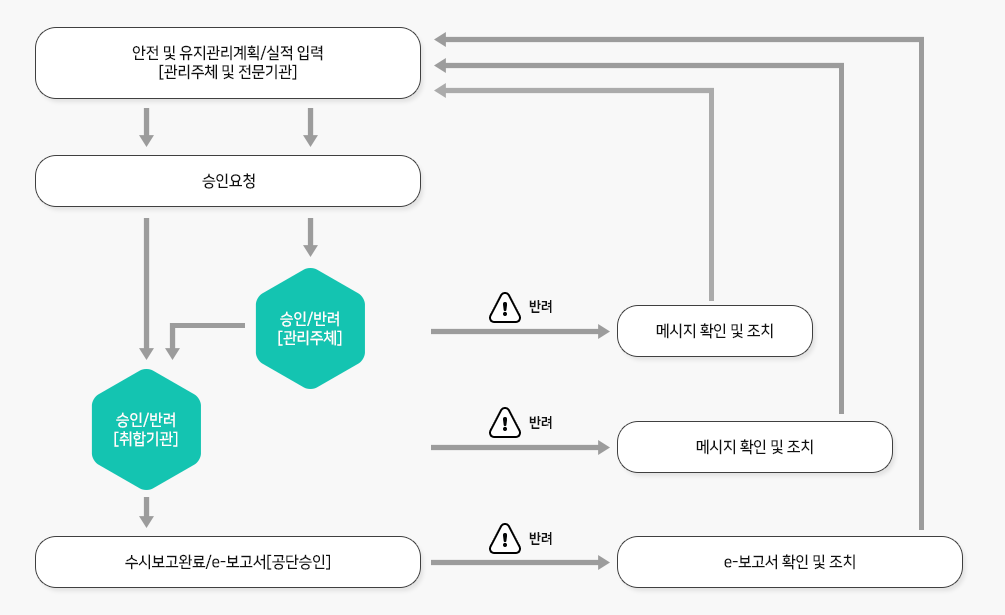 안전 및 유지관리계획/실적 입력
[관리주체 및 전문기관]
승인요청
승인/반려
[관리주체]
반려
메시지 확인 및 조치
승인/반려
[취합기관]
반려
메시지 확인 및 조치
수시보고완료/e-보고서[공단승인]
반려
e-보고서 확인 및 조치